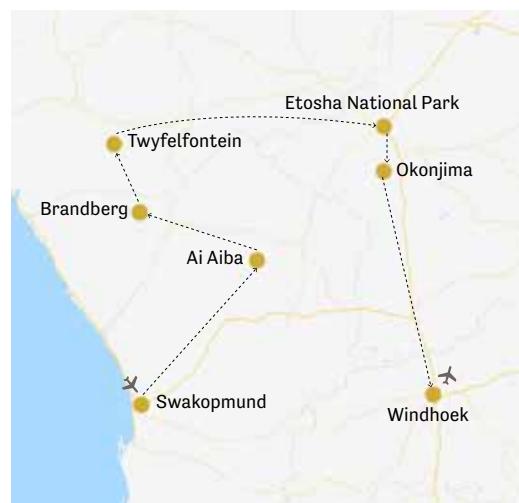 Etosha National Park
Twyfelfontein
Okonjima
Brandberg
Ai Aiba
Swakopmund
Windhoek